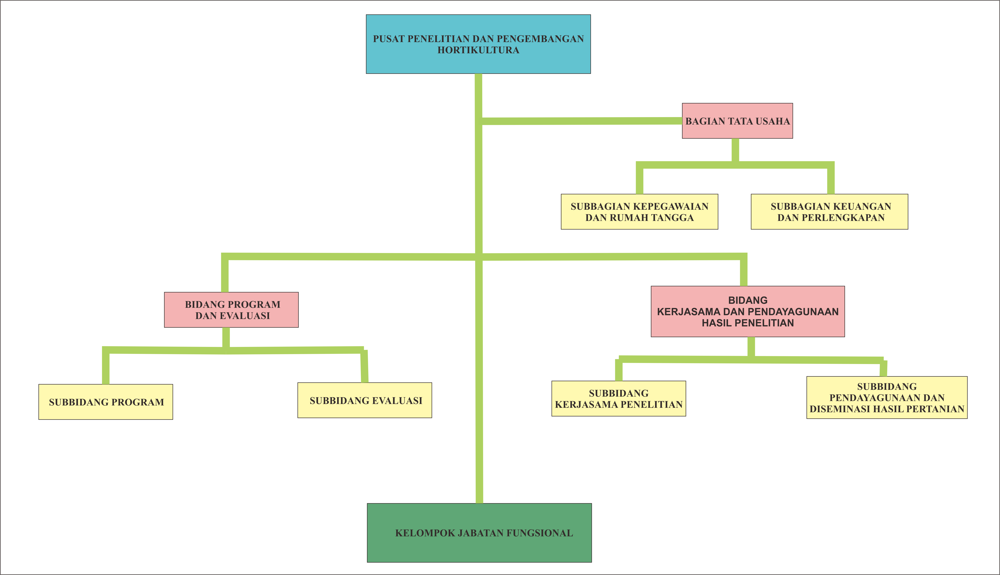 PUSAT PENELITIAN DAN PENGEMBANGAN
HORTIKULTURA
BAGIAN TATA USAHA
SUBBAGIAN KEPEGAWAIAN
DAN RUMAH TANGGA
SUBBAGIAN KEUANGAN
DAN PERLENGKAPAN
BIDANG PROGRAM
DAN EVALUASI
BIDANG
KERJASAMA DAN PENDAYAGUNAAN
HASIL PENELITIAN
SUBBIDANG PROGRAM
SUBBIDANG EVALUASI
SUBBIDANG
KERJASAMA PENELITIAN
SUBBIDANG
PENDAYAGUNAAN DAN
DISEMINASI HASIL PERTANIAN
KELOMPOK JABATAN FUNGSIONAL